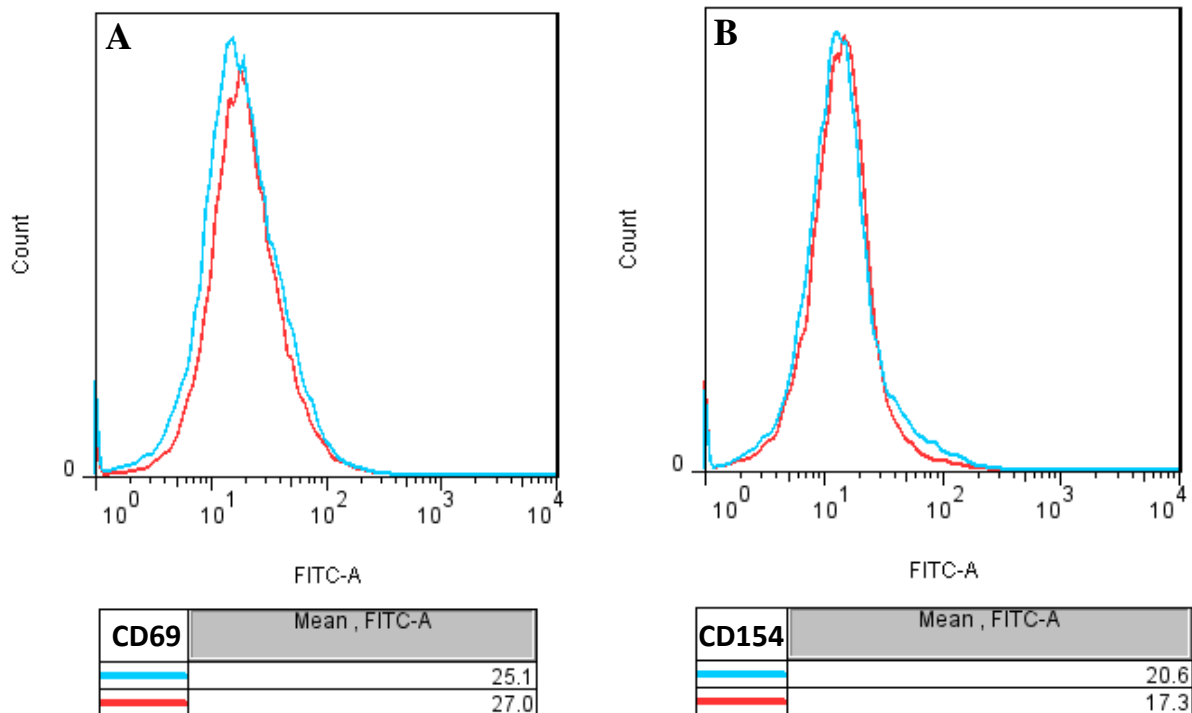 A
Count
0
10^0 10^1 10^2 10^3 10^4
FITC-A
CD69 Mean , FITC-A
25.1
27.0
B
Count
0
10^0 10^1 10^2 10^3 10^4
FITC-A
CD154 Mean , FITC-A
20.6
17.3